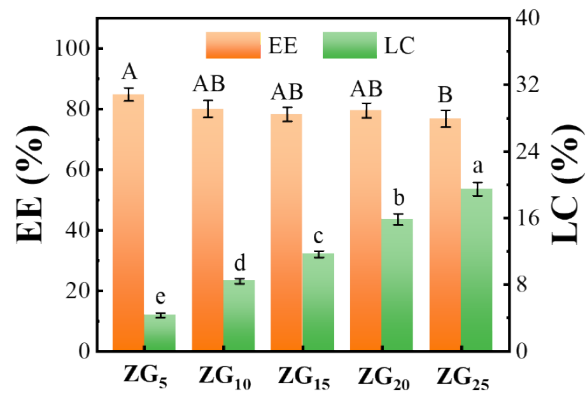 EE LC
EE (%)
100
80
60
40
20
0
40
32
24
16
8
0
LC (%)
A
AB
AB
AB
B
e
d
c
b
a
ZG₅ ZG₁₀ ZG₁₅ ZG₂₀ ZG₂₅